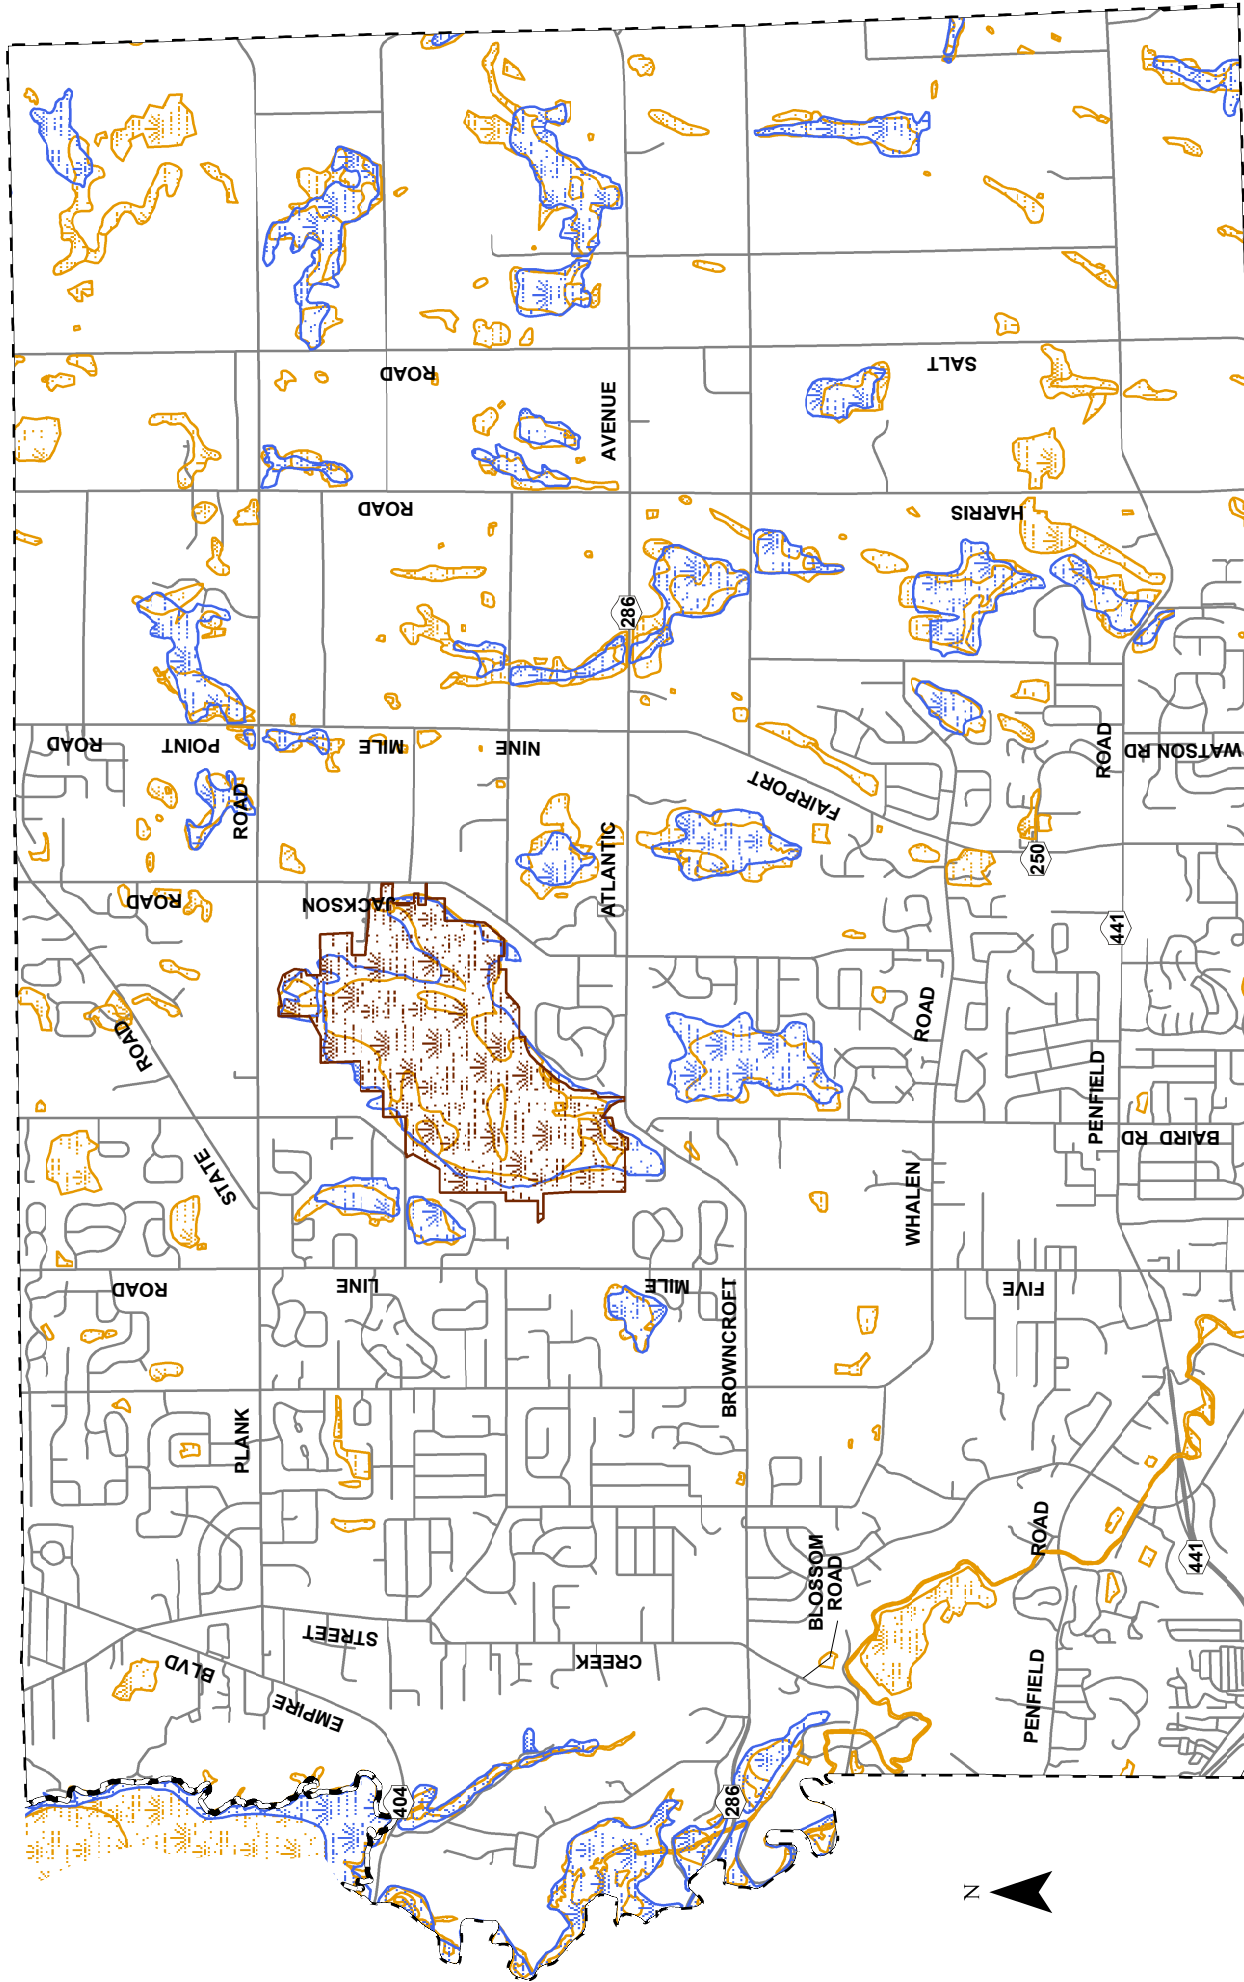 ROAD
SALT
AVENUE
ROAD
HARRIS
286
ROAD
POINT
MILE
NINE
ROAD
WATSON RD
ROAD
FAIRPORT
250
ROAD
JACKSON
ATLANTIC
441
ROAD
ROAD
PENFIELD
STATE
WHALEN
BAIRD RD
ROAD
LINE
MILE
FIVE
BROWNCROFT
PLANK
ROAD
441
BLOSSOM
ROAD
STREET
CREEK
BLVD
EMPIRE
PENFIELD
404
286
N